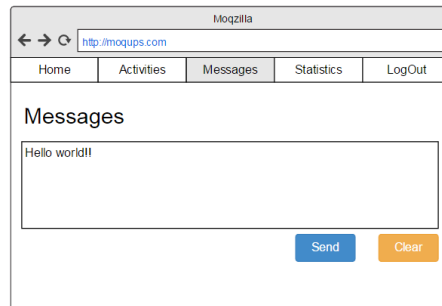 Moqzilla
http://moqups.com
Home Activities Messages Statistics LogOut
Messages
Hello world!!
Send Clear